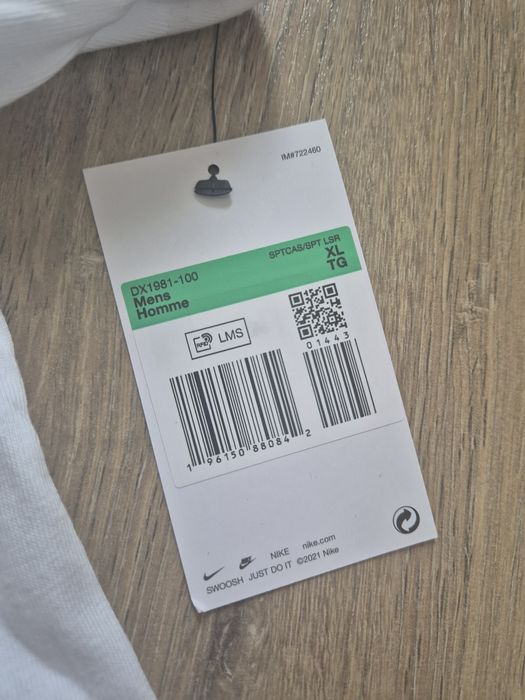 IM#722460
SPTCAS/SPT LSR
DX1981-100 XL
Mens TG
Homme
RFID LMS
01443
1 96150 88084 2
NIKE nike.com
SWOOSH JUST DO IT ©2021 Nike